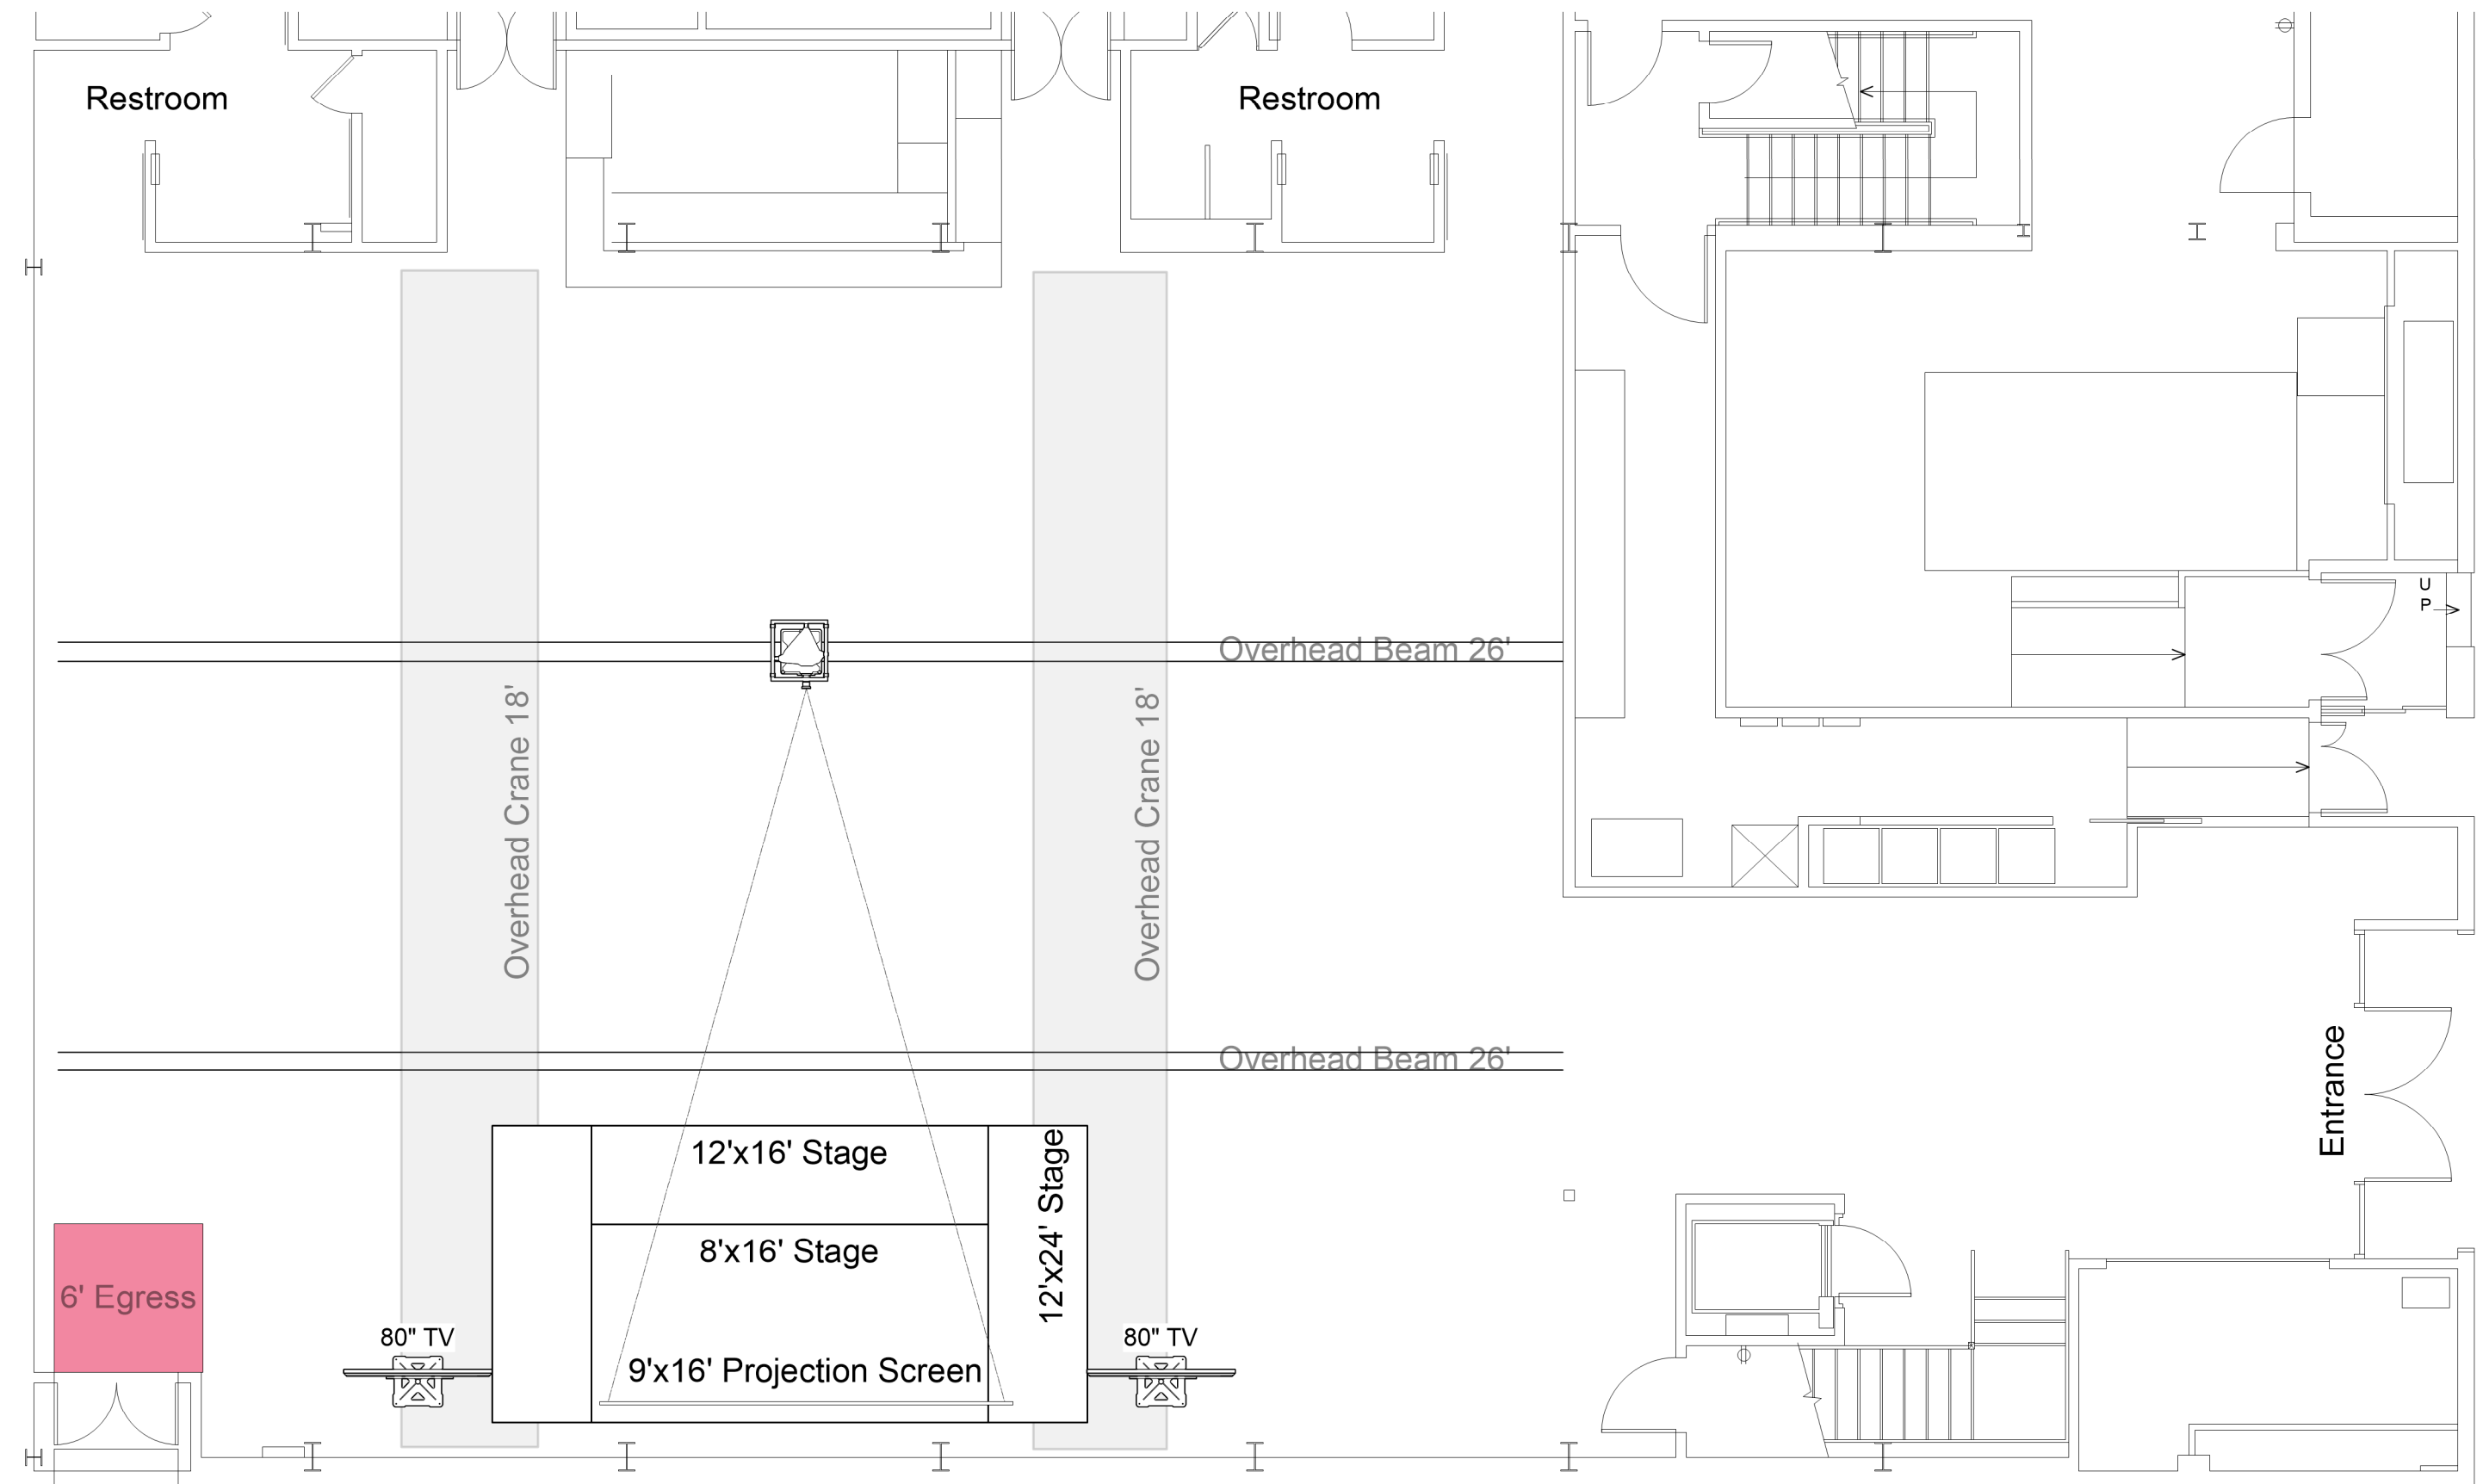 Restroom
Restroom
U
P
Overhead Beam 26'
Overhead Crane 18'
Overhead Crane 18'
Overhead Beam 26'
Entrance
12'x16' Stage
12'x24' Stage
8'x16' Stage
6' Egress
80" TV
80" TV
9'x16' Projection Screen